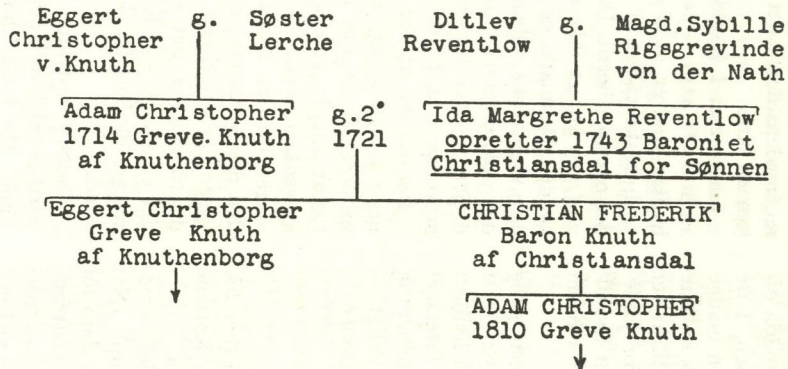 Eggert g. Søster Ditlev g. Magd.Sybille
Christopher Lerche Reventlow Rigsgrevinde
v.Knuth von der Nath
Adam Christopher g.2° Ida Margrethe Reventlow
1714 Greve Knuth 1721 opretter 1743 Baroniet
af Knuthenborg Christiansdal for Sønnen
Eggert Christopher CHRISTIAN FREDERIK
Greve Knuth Baron Knuth
af Knuthenborg af Christiansdal
ADAM CHRISTOPHER
1810 Greve Knuth